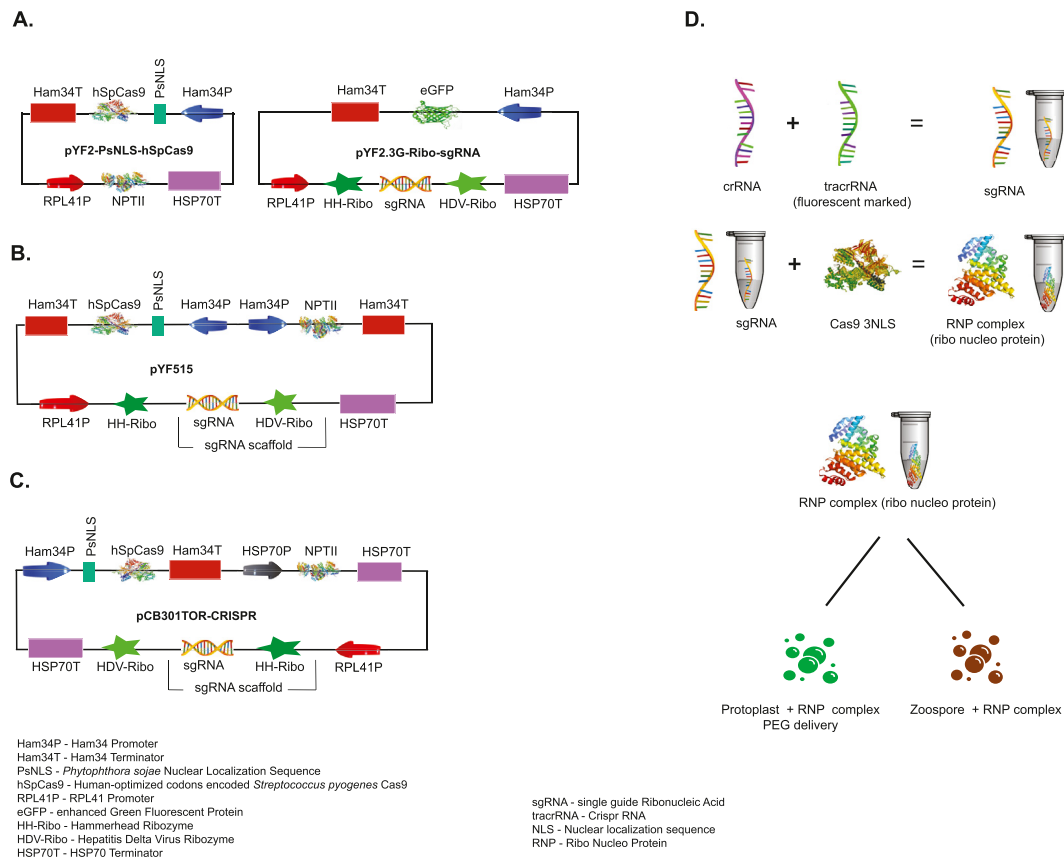 A.
Ham34T hSpCas9 PsNLS Ham34P
pYF2-PsNLS-hSpCas9
RPL41P NPTII HSP70T
Ham34T eGFP Ham34P
pYF2.3G-Ribo-sgRNA
RPL41P HH-Ribo sgRNA HDV-Ribo HSP70T
B.
Ham34T hSpCas9 PsNLS Ham34P Ham34P NPTII Ham34T
pYF515
RPL41P HH-Ribo sgRNA HDV-Ribo HSP70T
sgRNA scaffold
C.
Ham34P PsNLS hSpCas9 Ham34T HSP70P NPTII HSP70T
pCB301TOR-CRISPR
HSP70T HDV-Ribo sgRNA HH-Ribo RPL41P
sgRNA scaffold
Ham34P - Ham34 Promoter
Ham34T - Ham34 Terminator
PsNLS - Phytophthora sojae Nuclear Localization Sequence
hSpCas9 - Human-optimized codons encoded Streptococcus pyogenes Cas9
RPL41P - RPL41 Promoter
eGFP - enhanced Green Fluorescent Protein
HH-Ribo - Hammerhead Ribozyme
HDV-Ribo - Hepatitis Delta Virus Ribozyme
HSP70T - HSP70 Terminator
D.
+ =
crRNA tracrRNA sgRNA
(fluorescent marked)
+ =
sgRNA Cas9 3NLS RNP complex
(ribo nucleo protein)
RNP complex (ribo nucleo protein)
Protoplast + RNP complex
PEG delivery
Zoospore + RNP complex
sgRNA - single guide Ribonucleic Acid
tracrRNA - Crispr RNA
NLS - Nuclear localization sequence
RNP - Ribo Nucleo Protein